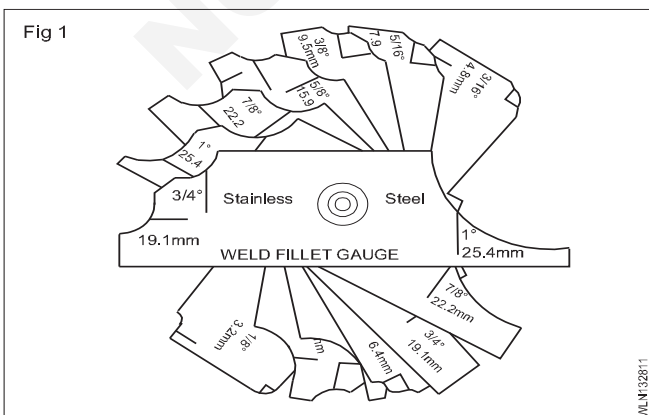 Fig 1
3/8°
9.5mm
7.9
5/16°
3/16°
4.8mm
5/8°
15.9
7/8°
22.2
1°
25.4
3/4°
19.1mm
Stainless
Steel
WELD FILLET GAUGE
1°
25.4mm
7/8°
22.2mm
3/4°
19.1mm
6.4mm
1/8°
3.2mm
WLN132811